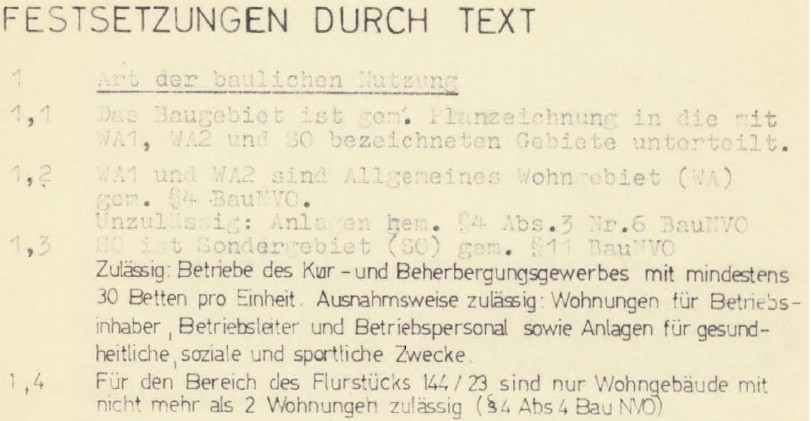 FESTSETZUNGEN DURCH TEXT
1 Art der baulichen Nutzung
1,1 Das Baugebiet ist gem. Planzeichnung in die mit
WA1, WA2 und SO bezeichneten Gebiete unterteilt.
1,2 WA1 und WA2 sind Allgemeines Wohngebiet (WA)
gem. §4 BauNVO.
Unzulässig: Anlagen hem. §4 Abs.3 Nr.6 BauNVO
1,3 SO ist Sondergebiet (SO) gem. §11 BauNVO
Zulässig: Betriebe des Kur-und Beherbergungsgewerbes mit mindestens
30 Betten pro Einheit. Ausnahmsweise zulässig: Wohnungen für Betriebs-
inhaber, Betriebsleiter und Betriebspersonal sowie Anlagen für gesund-
heitliche, soziale und sportliche Zwecke.
1,4 Für den Bereich des Flurstücks 144/23 sind nur Wohngebäude mit
nicht mehr als 2 Wohnungen zulässig (§4 Abs 4 Bau NVO)